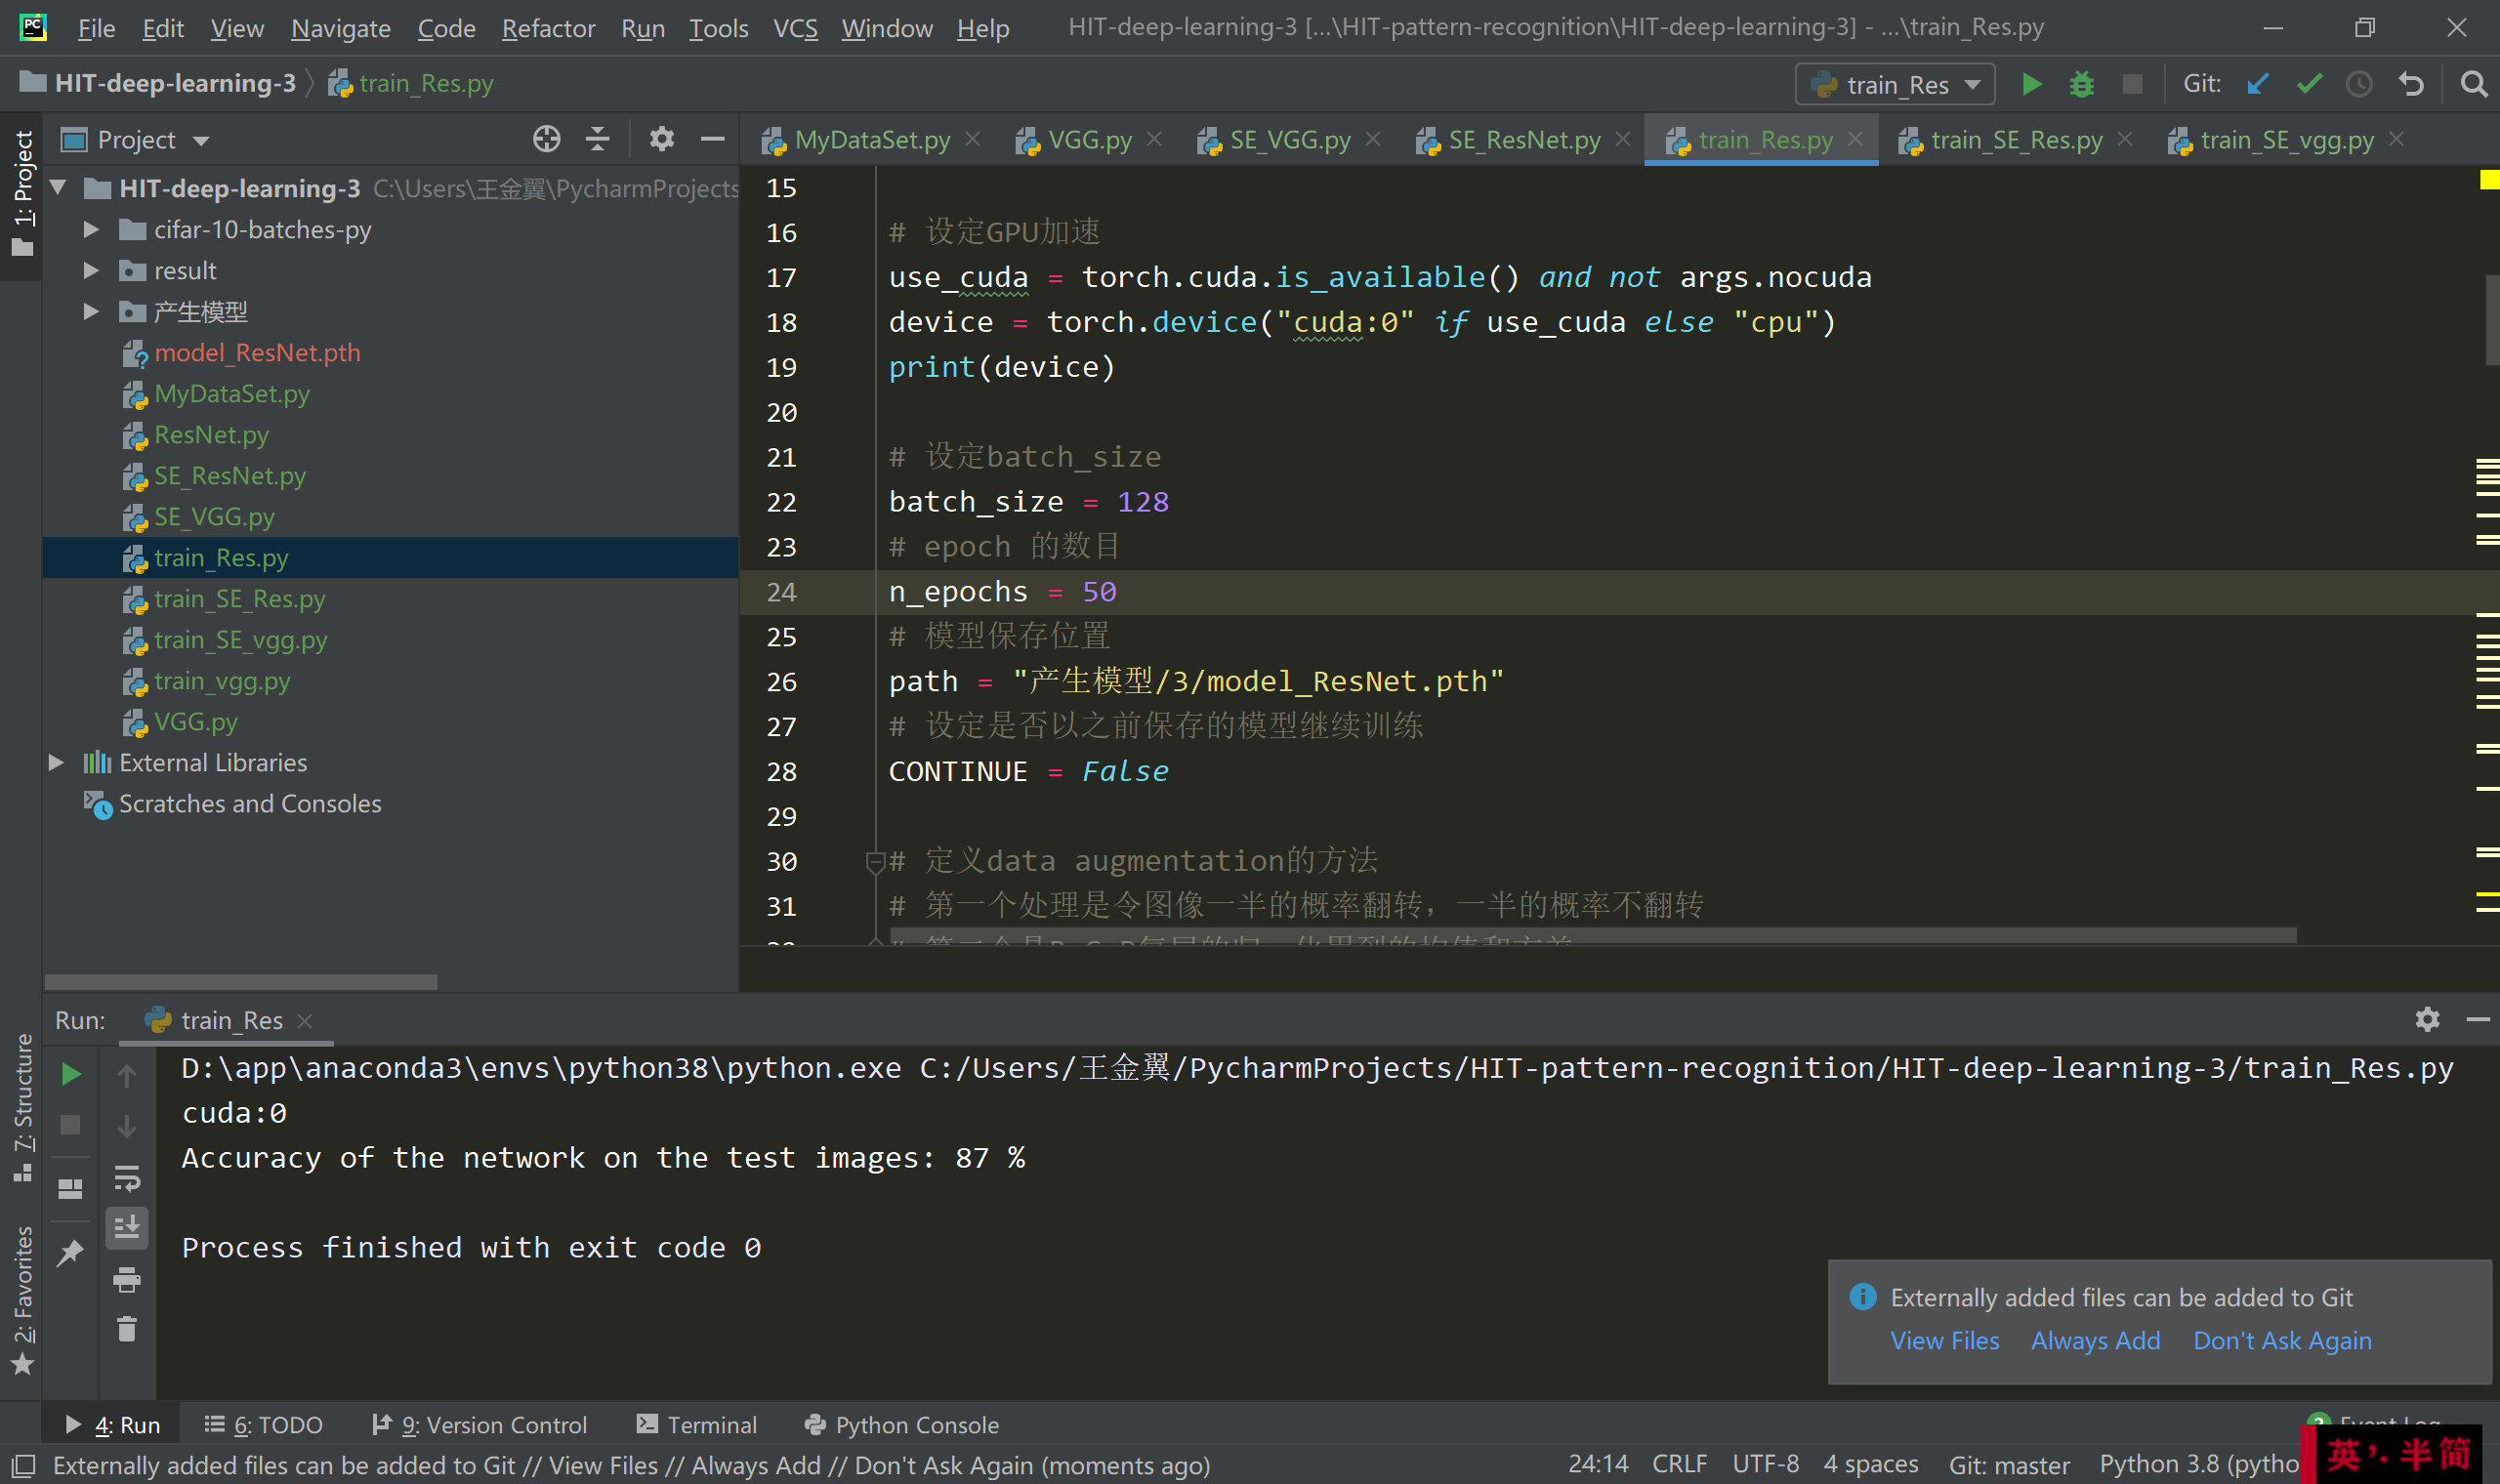 File Edit View Navigate Code Refactor Run Tools VCS Window Help HIT-deep-learning-3 [...\HIT-pattern-recognition\HIT-deep-learning-3] - ...\train_Res.py
HIT-deep-learning-3 train_Res.py
train_Res
Git:
1: Project
7: Structure
2: Favorites
Project
HIT-deep-learning-3 C:\Users\王金翼\PycharmProjects
cifar-10-batches-py
result
产生模型
model_ResNet.pth
MyDataSet.py
ResNet.py
SE_ResNet.py
SE_VGG.py
train_Res.py
train_SE_Res.py
train_SE_vgg.py
train_vgg.py
VGG.py
External Libraries
Scratches and Consoles
MyDataSet.py VGG.py SE_VGG.py SE_ResNet.py train_Res.py train_SE_Res.py train_SE_vgg.py
15
16 # 设定GPU加速
17 use_cuda = torch.cuda.is_available() and not args.nocuda
18 device = torch.device("cuda:0" if use_cuda else "cpu")
19 print(device)
20
21 # 设定batch_size
22 batch_size = 128
23 # epoch 的数目
24 n_epochs = 50
25 # 模型保存位置
26 path = "产生模型/3/model_ResNet.pth"
27 # 设定是否以之前保存的模型继续训练
28 CONTINUE = False
29
30 # 定义data augmentation的方法
31 # 第一个处理是令图像一半的概率翻转，一半的概率不翻转
Run: train_Res
D:\app\anaconda3\envs\python38\python.exe C:/Users/王金翼/PycharmProjects/HIT-pattern-recognition/HIT-deep-learning-3/train_Res.py
cuda:0
Accuracy of the network on the test images: 87 %
Process finished with exit code 0
Externally added files can be added to Git
View Files Always Add Don't Ask Again
4: Run 6: TODO 9: Version Control Terminal Python Console
Externally added files can be added to Git // View Files // Always Add // Don't Ask Again (moments ago)
24:14 CRLF UTF-8 4 spaces Git: master Python 3.8 (pytho
英 半 简